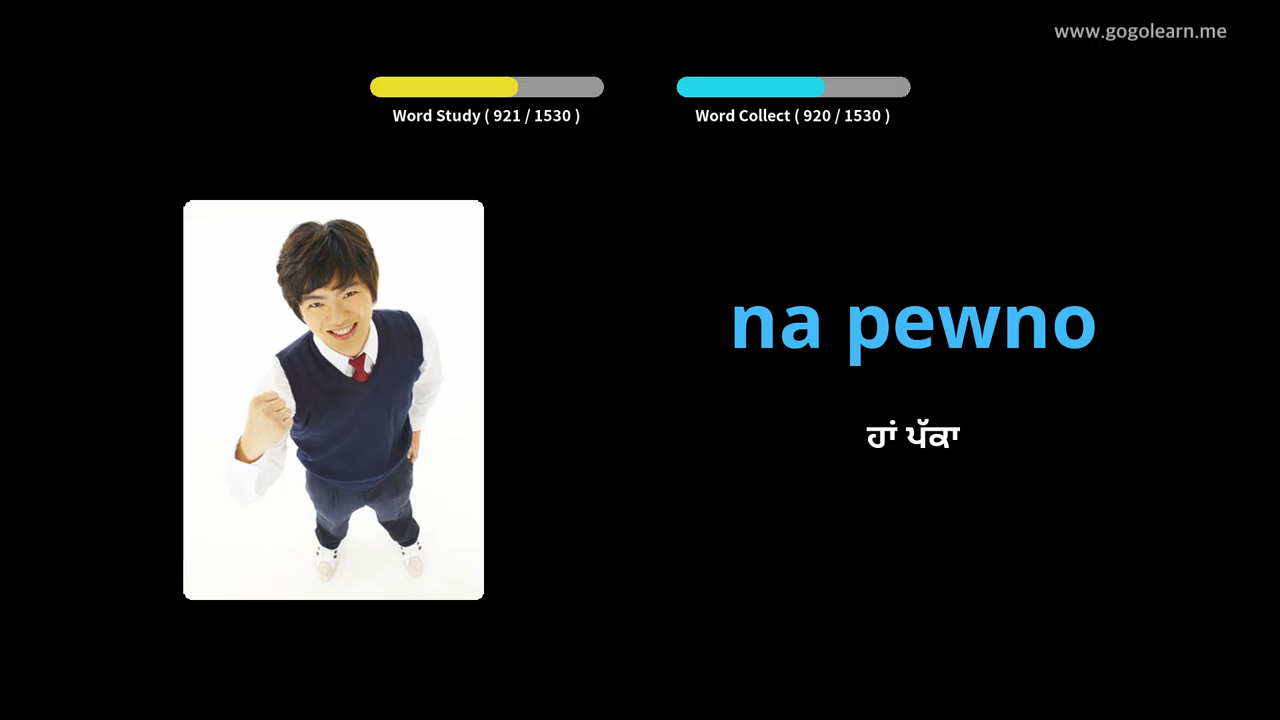 www.gogolearn.me
Word Study ( 921 / 1530 )
Word Collect ( 920 / 1530 )
na pewno
ਹਾਂ ਪੱਕਾ